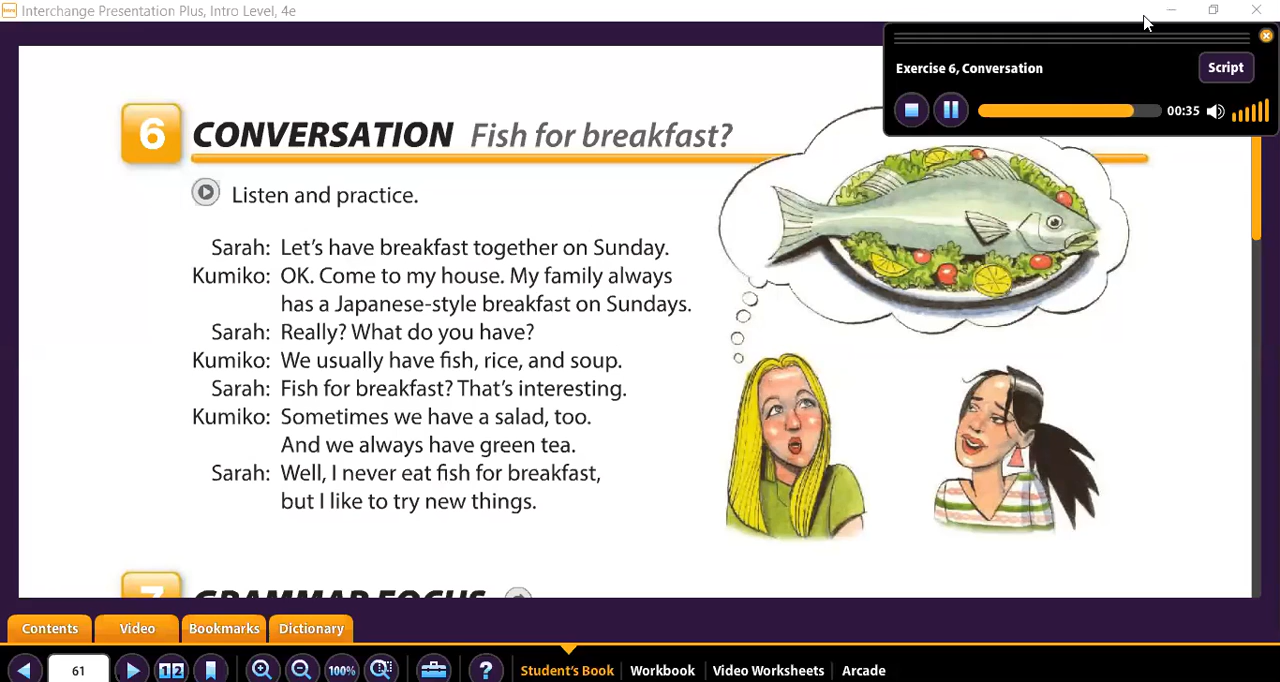 Interchange Presentation Plus, Intro Level, 4e
Exercise 6, Conversation
Script
00:35
6 CONVERSATION Fish for breakfast?
Listen and practice.
Sarah: Let's have breakfast together on Sunday.
Kumiko: OK. Come to my house. My family always
has a Japanese-style breakfast on Sundays.
Sarah: Really? What do you have?
Kumiko: We usually have fish, rice, and soup.
Sarah: Fish for breakfast? That's interesting.
Kumiko: Sometimes we have a salad, too.
And we always have green tea.
Sarah: Well, I never eat fish for breakfast,
but I like to try new things.
7 GRAMMAR FOCUS
Contents Video Bookmarks Dictionary
61 1 2 100% ? Student's Book Workbook Video Worksheets Arcade